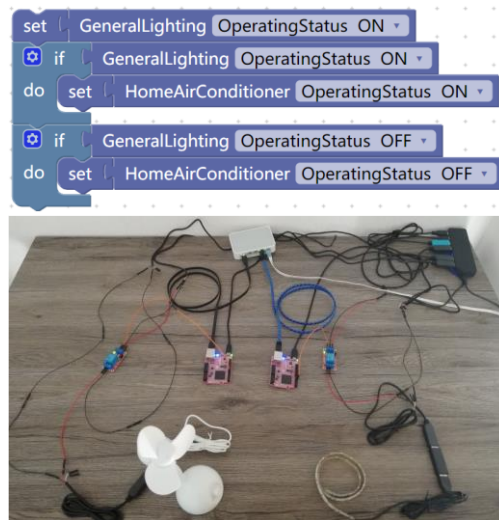 set GeneralLighting OperatingStatus ON
if GeneralLighting OperatingStatus ON
do set HomeAirConditioner OperatingStatus ON
if GeneralLighting OperatingStatus OFF
do set HomeAirConditioner OperatingStatus OFF